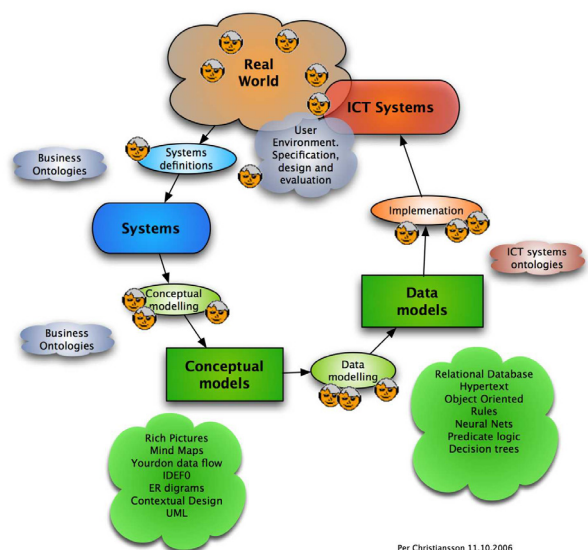 Real
World
ICT Systems
User
Environment.
Specification,
design and
evaluation
Business
Ontologies
Systems
definitions
Systems
Implemenation
ICT systems
ontologies
Conceptual
modelling
Data
models
Business
Ontologies
Conceptual
models
Data
modelling
Relational Database
Hypertext
Object Oriented
Rules
Neural Nets
Predicate logic
Decision trees
Rich Pictures
Mind Maps
Yourdon data flow
IDEF0
ER digrams
Contextual Design
UML
Per Christiansson 11.10.2006